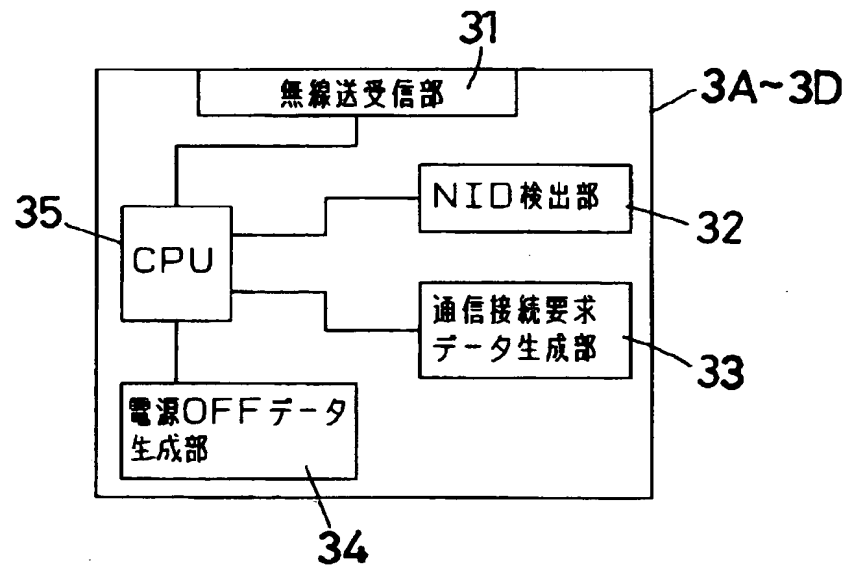 31
無線送受信部
3A~3D
NID検出部
35
32
CPU
通信接続要求
データ生成部
33
電源OFFデータ
生成部
34